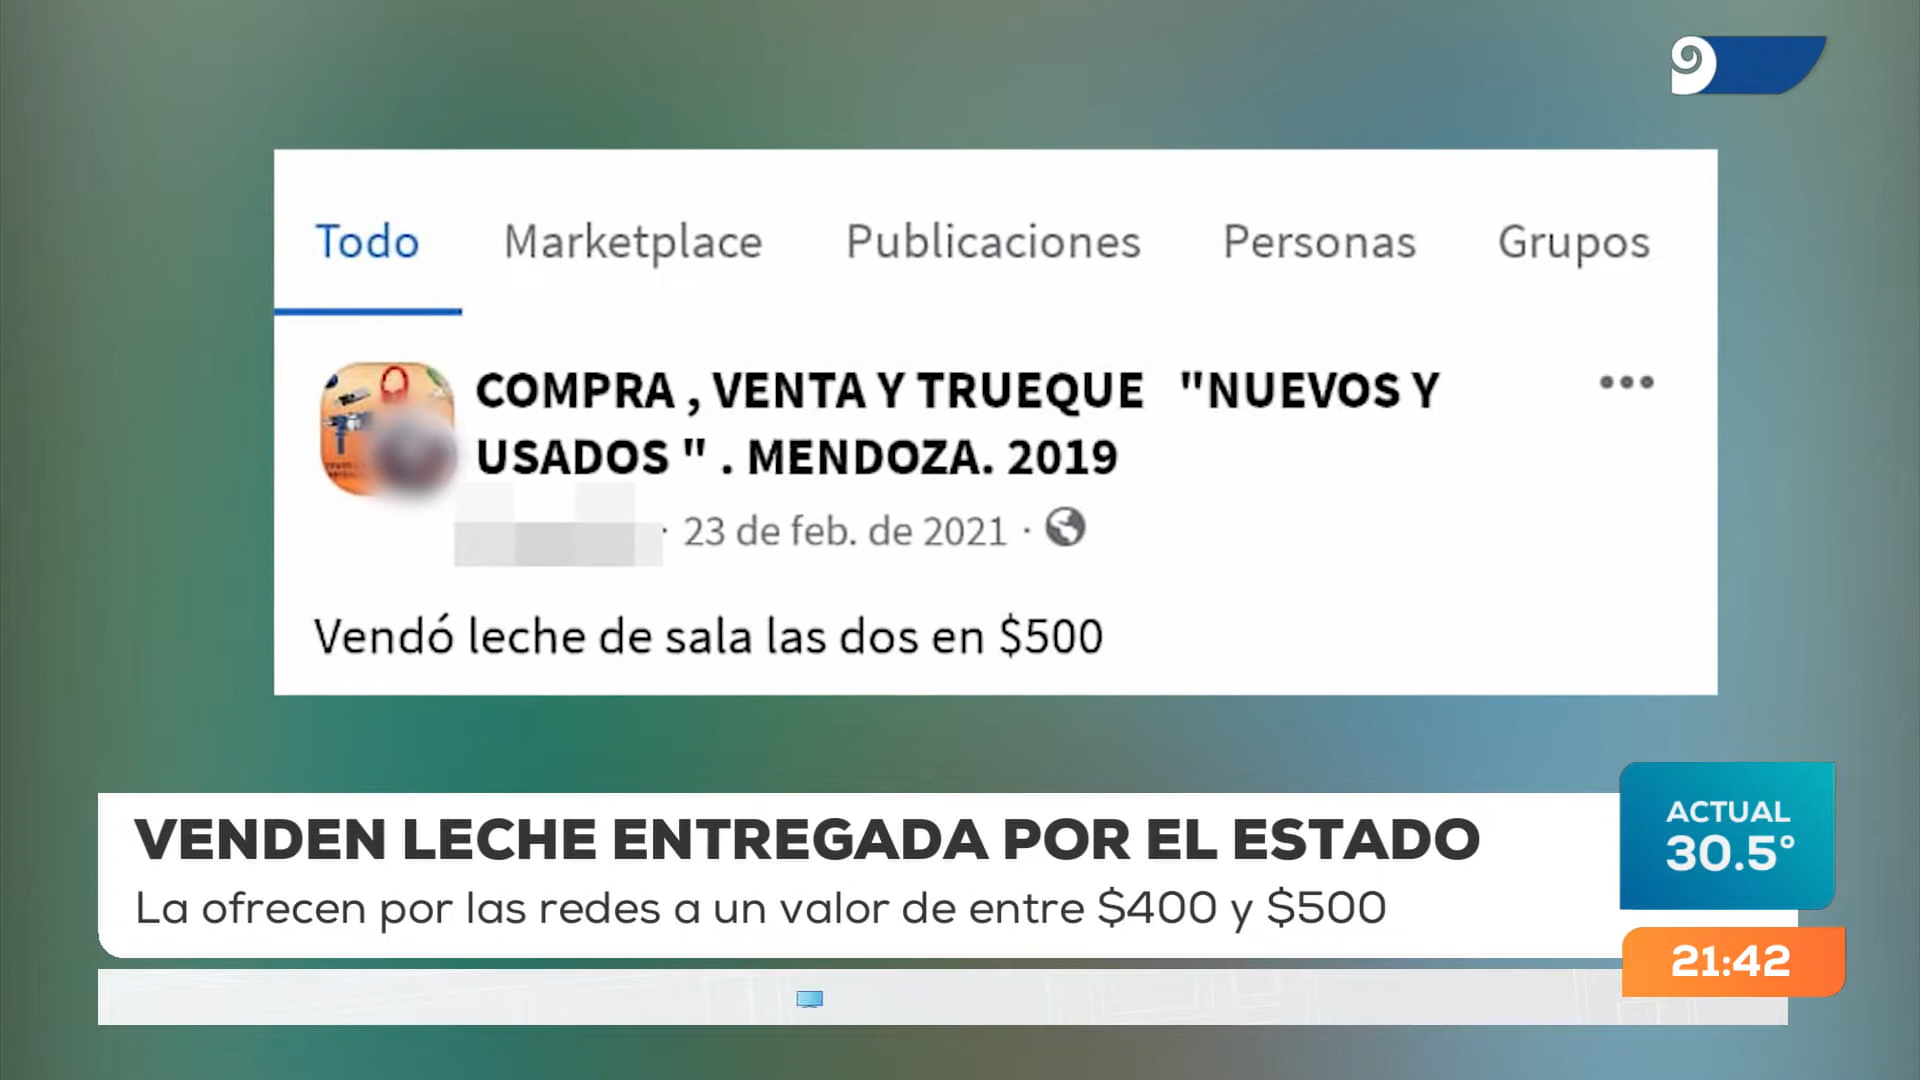 9
Todo Marketplace Publicaciones Personas Grupos
COMPRA , VENTA Y TRUEQUE "NUEVOS Y
USADOS " . MENDOZA. 2019
· 23 de feb. de 2021 ·
Vendó leche de sala las dos en $500
VENDEN LECHE ENTREGADA POR EL ESTADO
La ofrecen por las redes a un valor de entre $400 y $500
ACTUAL
30.5°
21:42